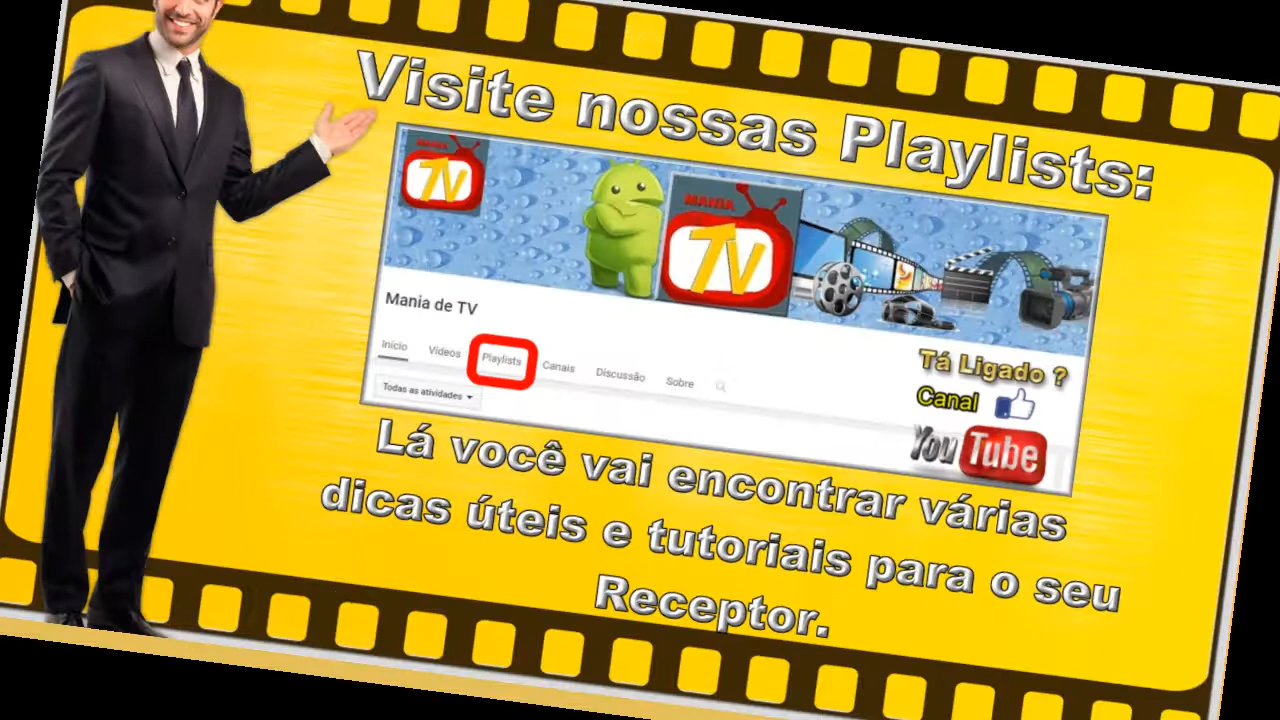 Visite nossas Playlists:
MANIA
TV
MANIA
TV
Mania de TV
Início Vídeos Playlists Canais Discussão Sobre
Todas as atividades
Tá Ligado ?
Canal
YouTube
Lá você vai encontrar várias
dicas úteis e tutoriais para o seu
Receptor.